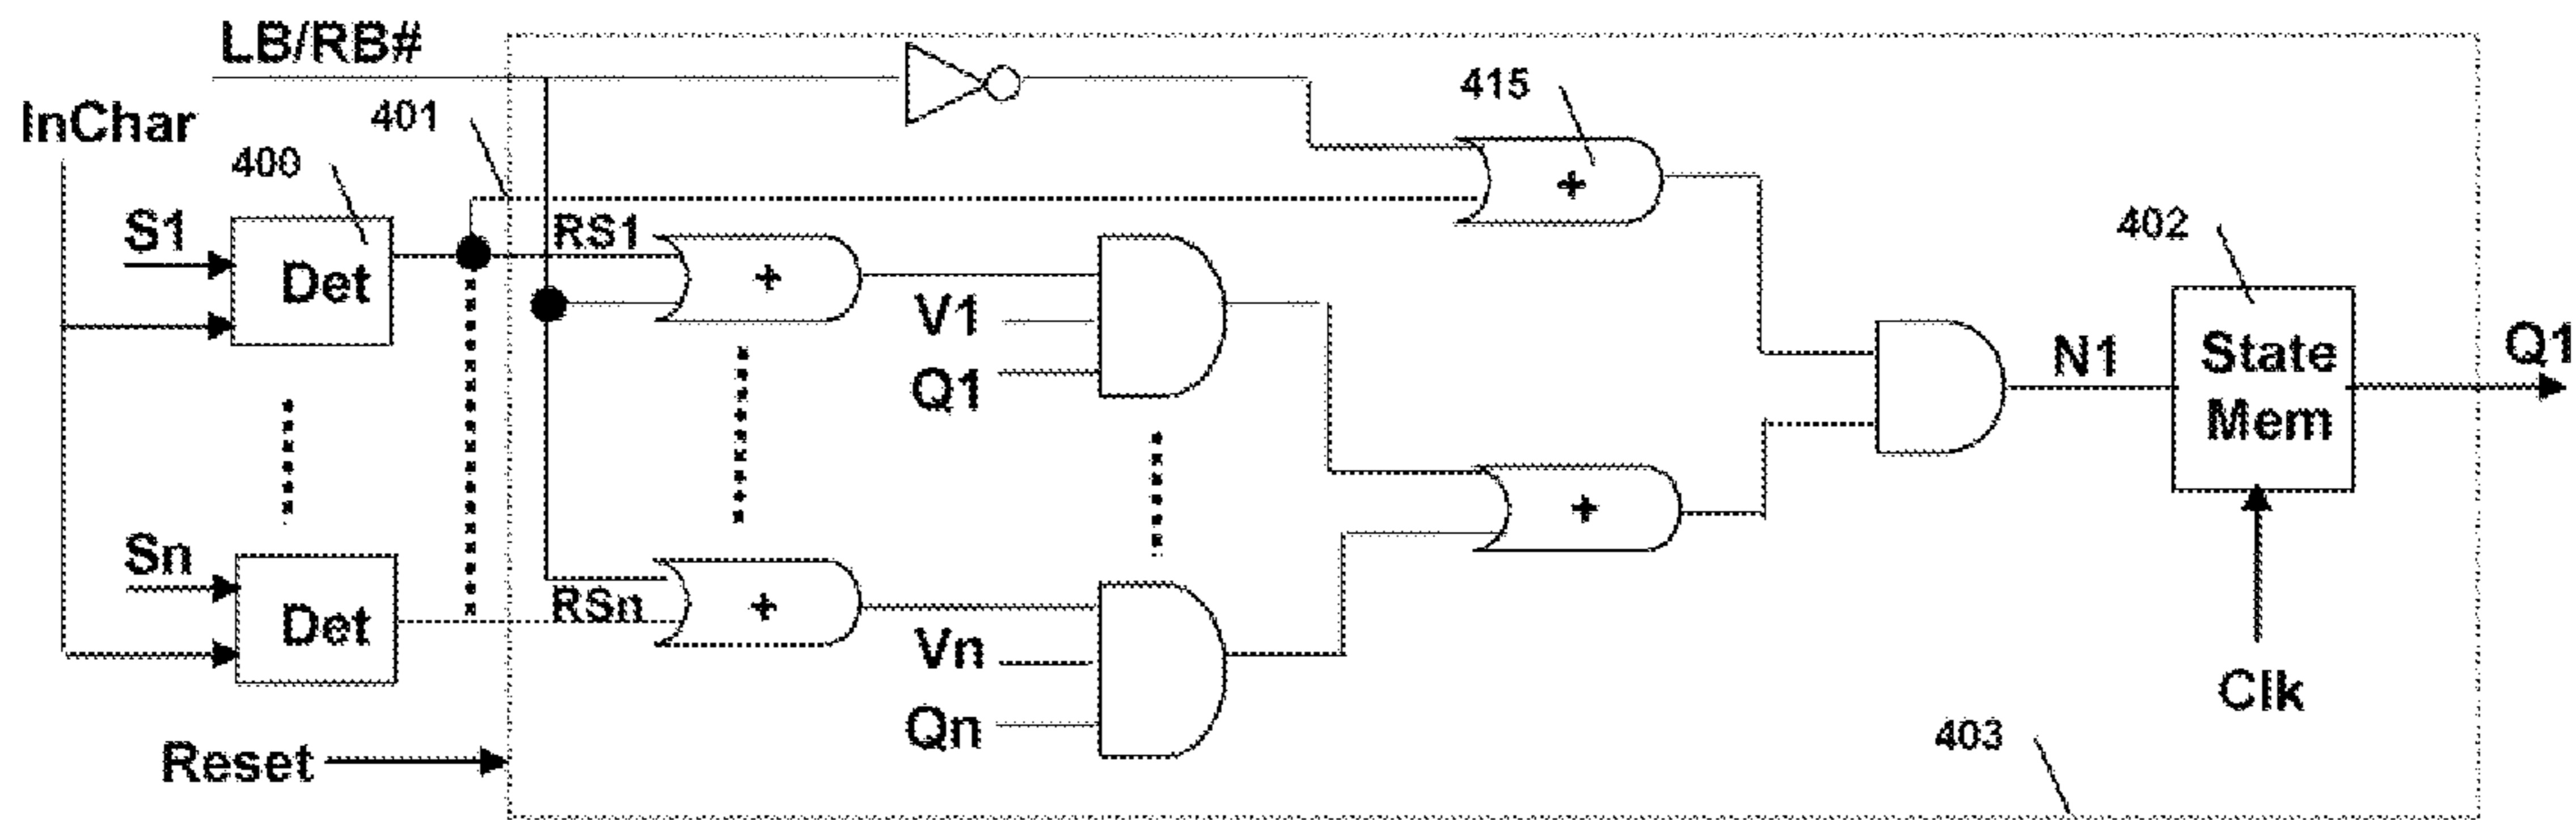 LB/RB#
415
InChar
401
400
S1
RS1
+
402
Det
+
V1
State
Mem
Q1
N1
Q1
+
Sn
RSn
Det
+
Vn
Clk
Qn
403
Reset